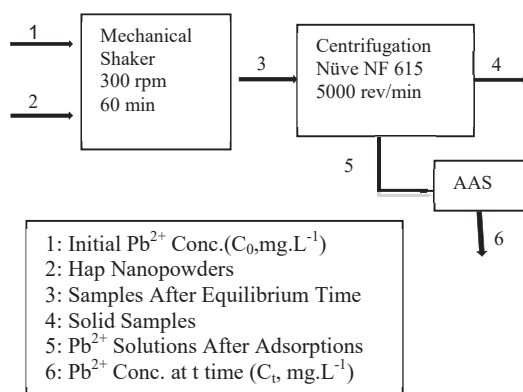 1
Mechanical
Shaker
300 rpm
60 min
2
3
Centrifugation
Nüve NF 615
5000 rev/min
4
5
AAS
6
1: Initial Pb²⁺ Conc.(C₀,mg.L⁻¹)
2: Hap Nanopowders
3: Samples After Equilibrium Time
4: Solid Samples
5: Pb²⁺ Solutions After Adsorptions
6: Pb²⁺ Conc. at t time (Cₜ, mg.L⁻¹)